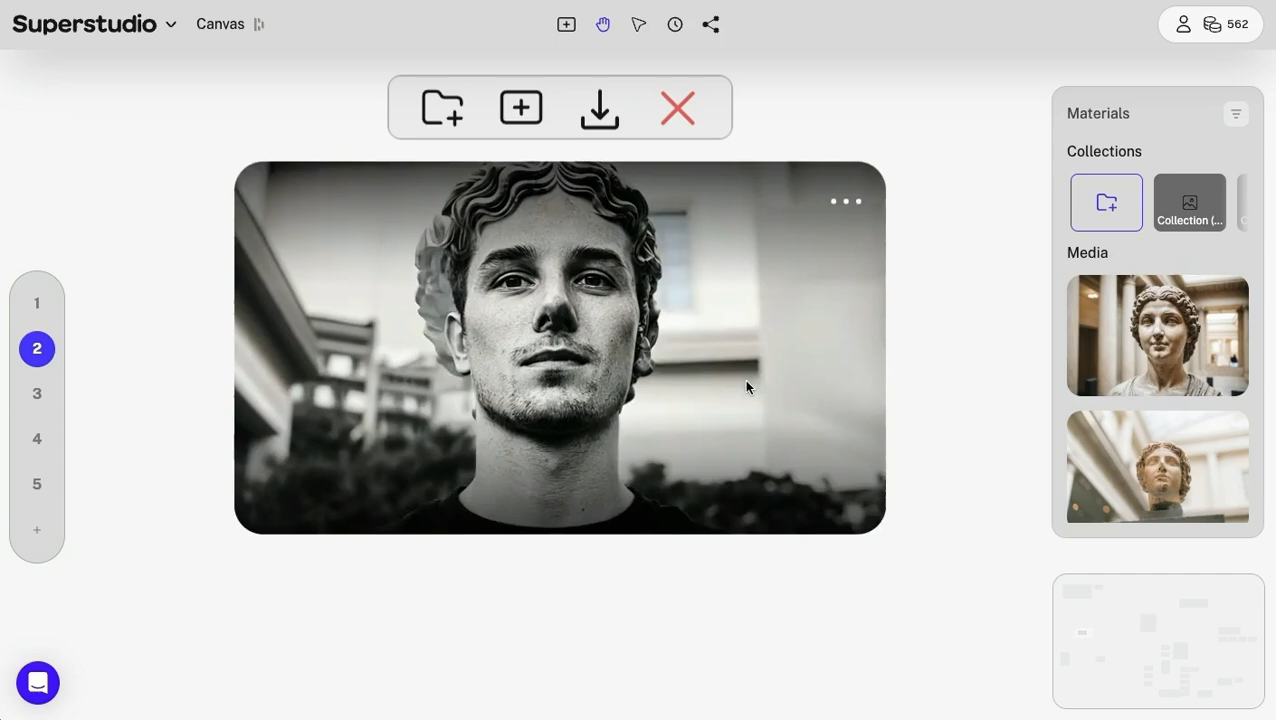 Superstudio
Canvas
562
Materials
Collections
Collection (...
Media
1
2
3
4
5
+